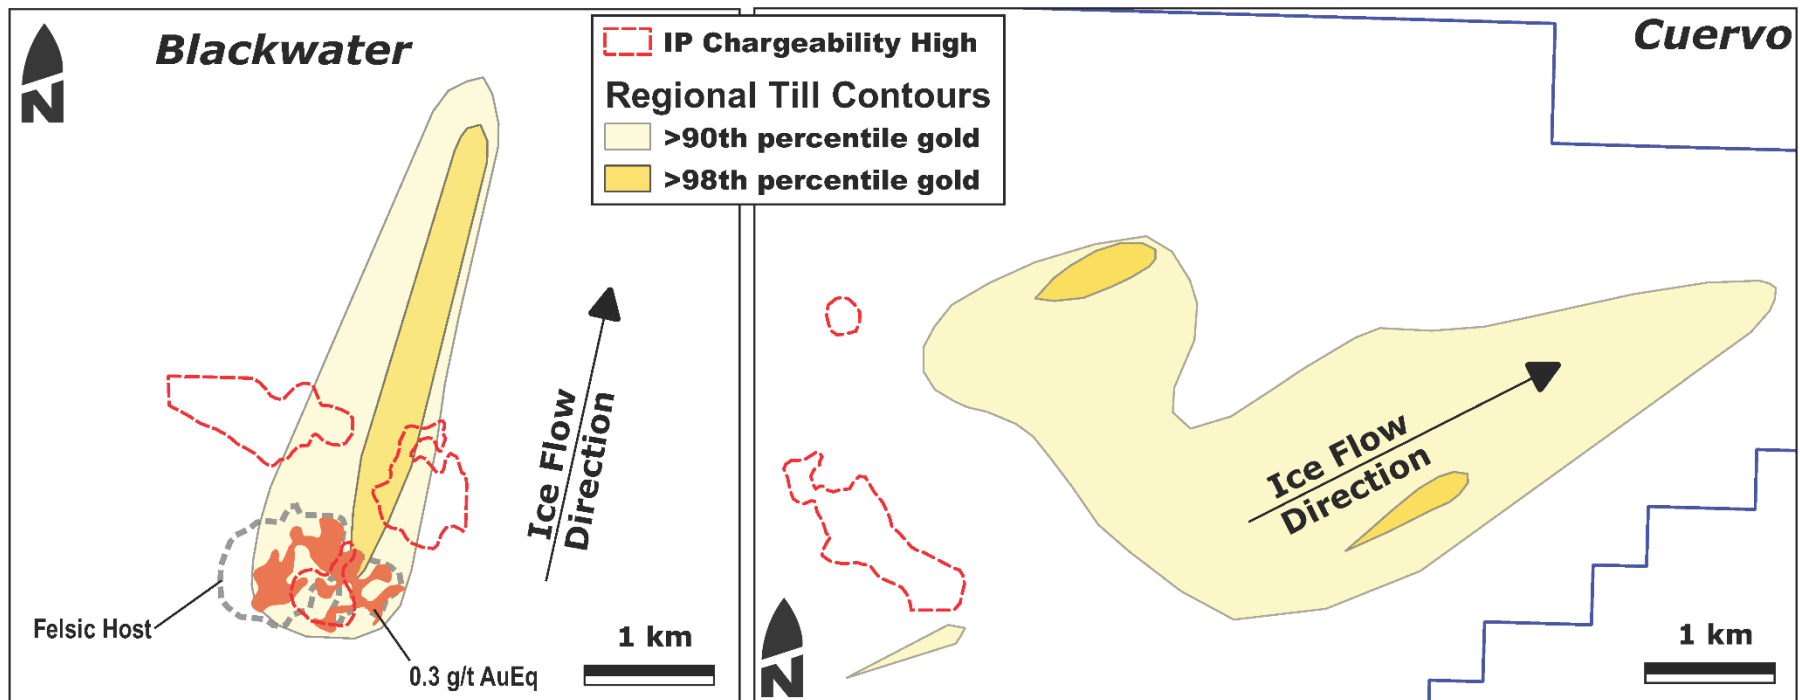 N
Blackwater
IP Chargeability High
Regional Till Contours
>90th percentile gold
>98th percentile gold
Ice Flow
Direction
Felsic Host
0.3 g/t AuEq
1 km
Cuervo
Ice Flow
Direction
N
1 km